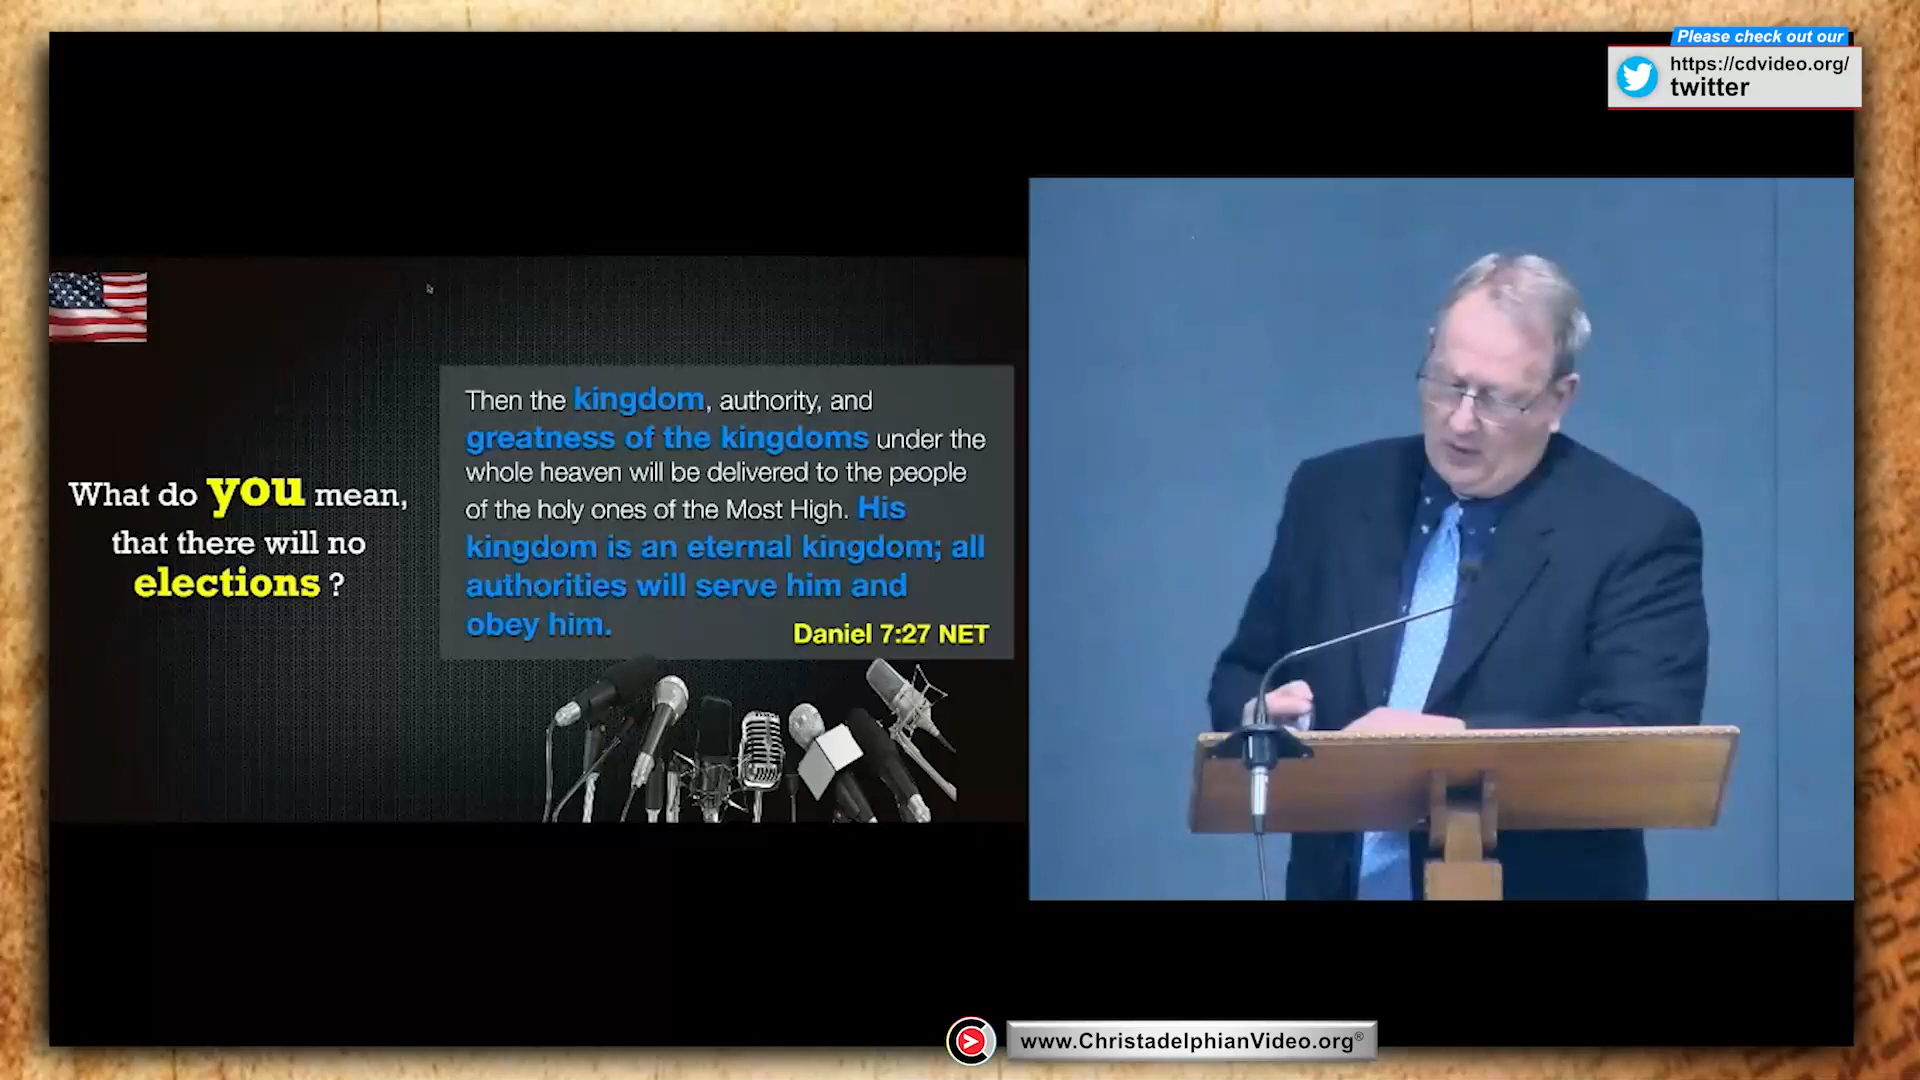 Please check out our
https://cdvideo.org/
twitter
What do you mean,
that there will no
elections ?
Then the kingdom, authority, and
greatness of the kingdoms under the
whole heaven will be delivered to the people
of the holy ones of the Most High. His
kingdom is an eternal kingdom; all
authorities will serve him and
obey him.
Daniel 7:27 NET
www.ChristadelphianVideo.org®